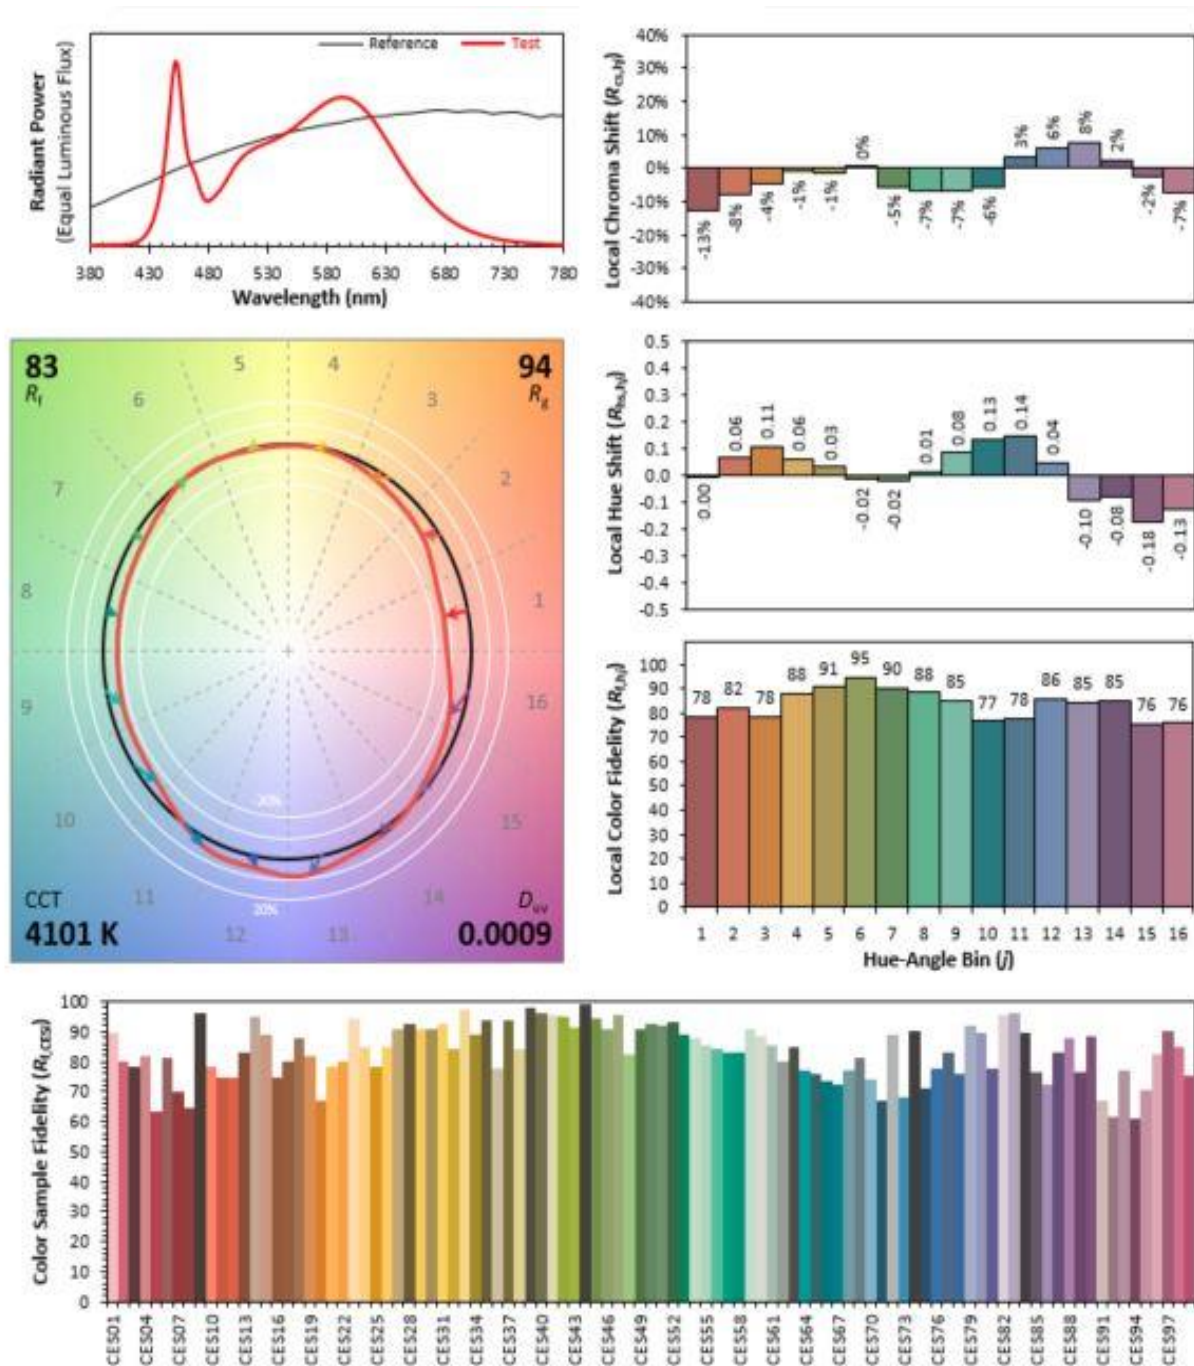 Reference Test
Radiant Power
(Equal Luminous Flux)
380 430 480 530 580 630 680 730 780
Wavelength (nm)
Local Chroma Shift (Rcs,hj)
40%
30%
20%
10%
0%
-10%
-20%
-30%
-40%
-13% -8% -4% -1% -1% 0% -5% -7% -7% -6% 3% 6% 8% 2% -2% -7%
83
Rf
94
Rg
5 4
6 3
7 2
8 1
9 16
10 15
11 14
12 13
20%
20%
CCT
4101 K
Duv
0.0009
Local Hue Shift (Rhs,hj)
0.5
0.4
0.3
0.2
0.1
0.0
-0.1
-0.2
-0.3
-0.4
-0.5
0.00 0.06 0.11 0.06 0.03 -0.02 -0.02 0.01 0.08 0.13 0.14 0.04 -0.10 -0.08 -0.18 -0.13
Local Color Fidelity (Rf,hj)
100
90
80
70
60
50
40
30
20
10
0
78 82 78 88 91 95 90 88 85 77 78 86 85 85 76 76
1 2 3 4 5 6 7 8 9 10 11 12 13 14 15 16
Hue-Angle Bin (j)
Color Sample Fidelity (Rf,CESi)
100
90
80
70
60
50
40
30
20
10
0
CES01 CES04 CES07 CES10 CES13 CES16 CES19 CES22 CES25 CES28 CES31 CES34 CES37 CES40 CES43 CES46 CES49 CES52 CES55 CES58 CES61 CES64 CES67 CES70 CES73 CES76 CES79 CES82 CES85 CES88 CES91 CES94 CES97